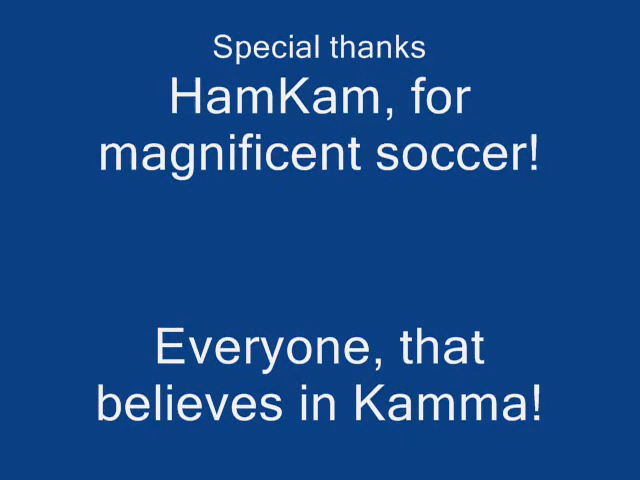 Special thanks
HamKam, for
magnificent soccer!
Everyone, that
believes in Kamma!